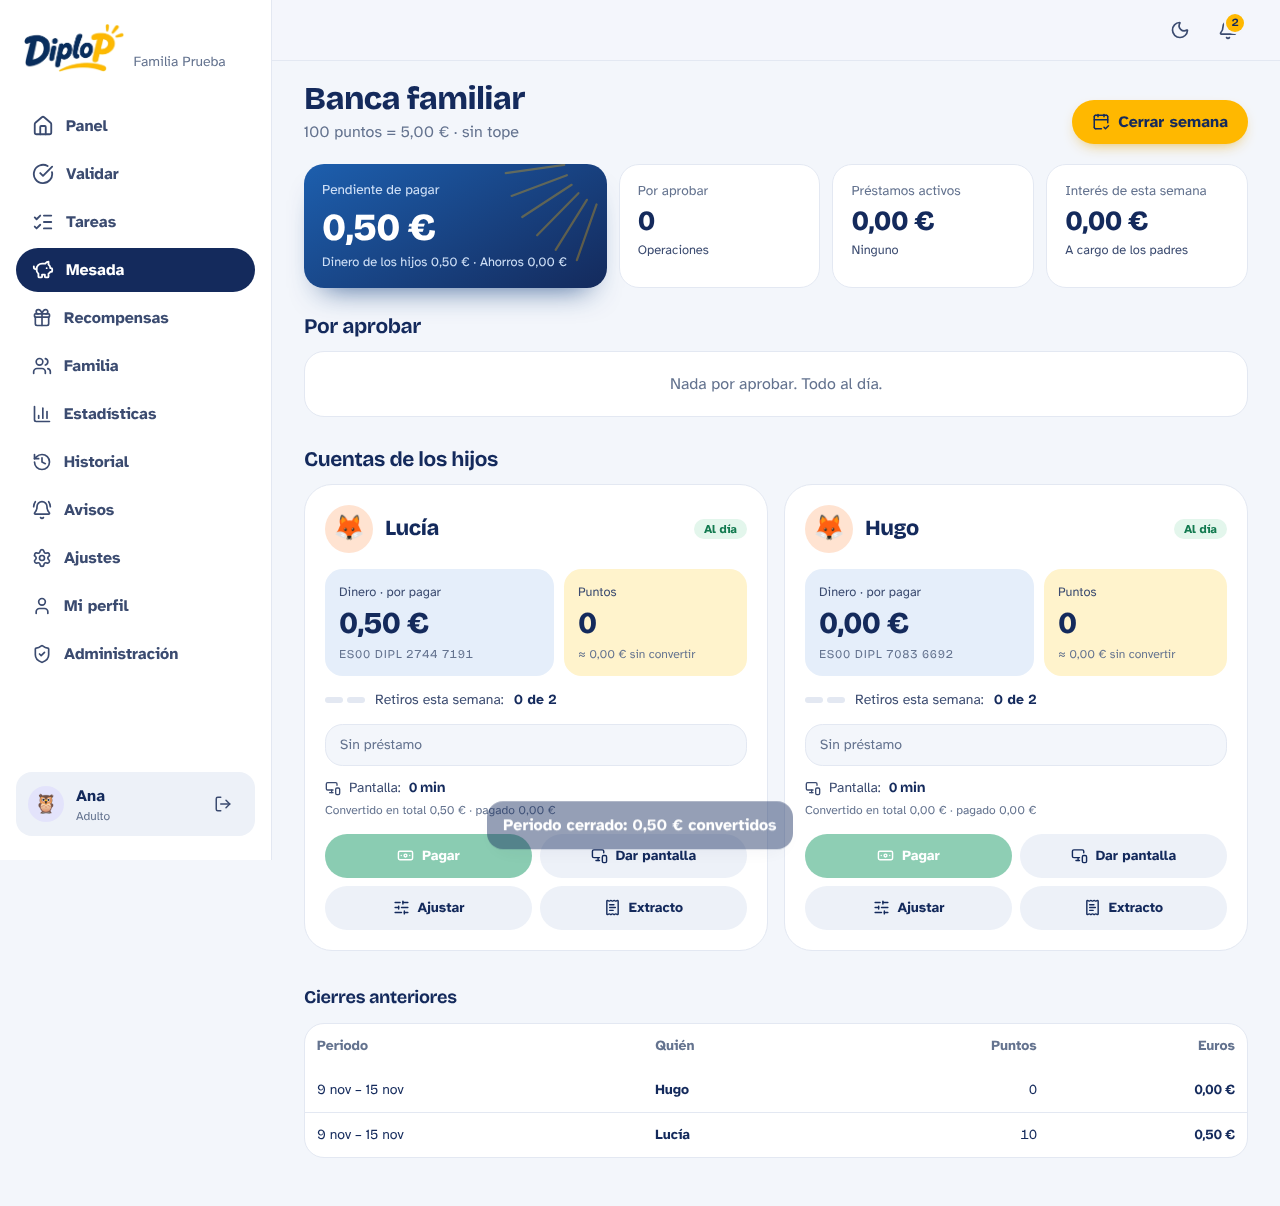 DiploP
Familia Prueba
2
Panel
Validar
Tareas
Mesada
Recompensas
Familia
Estadísticas
Historial
Avisos
Ajustes
Mi perfil
Administración
Ana
Adulto
Banca familiar
100 puntos = 5,00 € · sin tope
Cerrar semana
Pendiente de pagar
0,50 €
Dinero de los hijos 0,50 € · Ahorros 0,00 €
Por aprobar
0
Operaciones
Préstamos activos
0,00 €
Ninguno
Interés de esta semana
0,00 €
A cargo de los padres
Por aprobar
Nada por aprobar. Todo al día.
Cuentas de los hijos
Lucía
Al día
Dinero · por pagar
0,50 €
ES00 DIPL 2744 7191
Puntos
0
≈ 0,00 € sin convertir
Retiros esta semana: 0 de 2
Sin préstamo
Pantalla: 0 min
Convertido en total 0,50 € · pagado 0,00 €
Pagar
Dar pantalla
Ajustar
Extracto
Hugo
Al día
Dinero · por pagar
0,00 €
ES00 DIPL 7083 6692
Puntos
0
≈ 0,00 € sin convertir
Retiros esta semana: 0 de 2
Sin préstamo
Pantalla: 0 min
Convertido en total 0,00 € · pagado 0,00 €
Pagar
Dar pantalla
Ajustar
Extracto
Periodo cerrado: 0,50 € convertidos
Cierres anteriores
Periodo Quién Puntos Euros
9 nov – 15 nov Hugo 0 0,00 €
9 nov – 15 nov Lucía 10 0,50 €